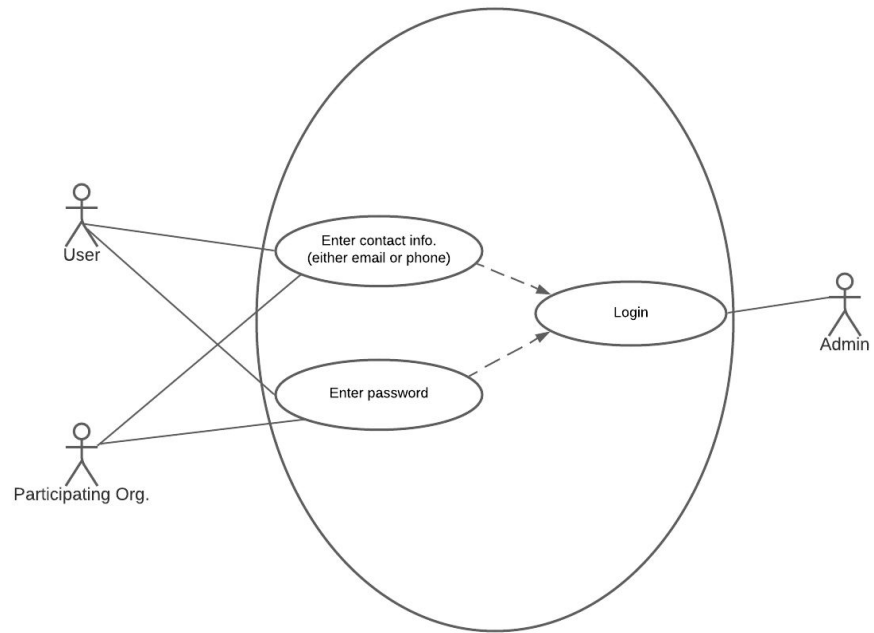 Enter contact info.
(either email or phone)
User
Login
Admin
Enter password
Participating Org.